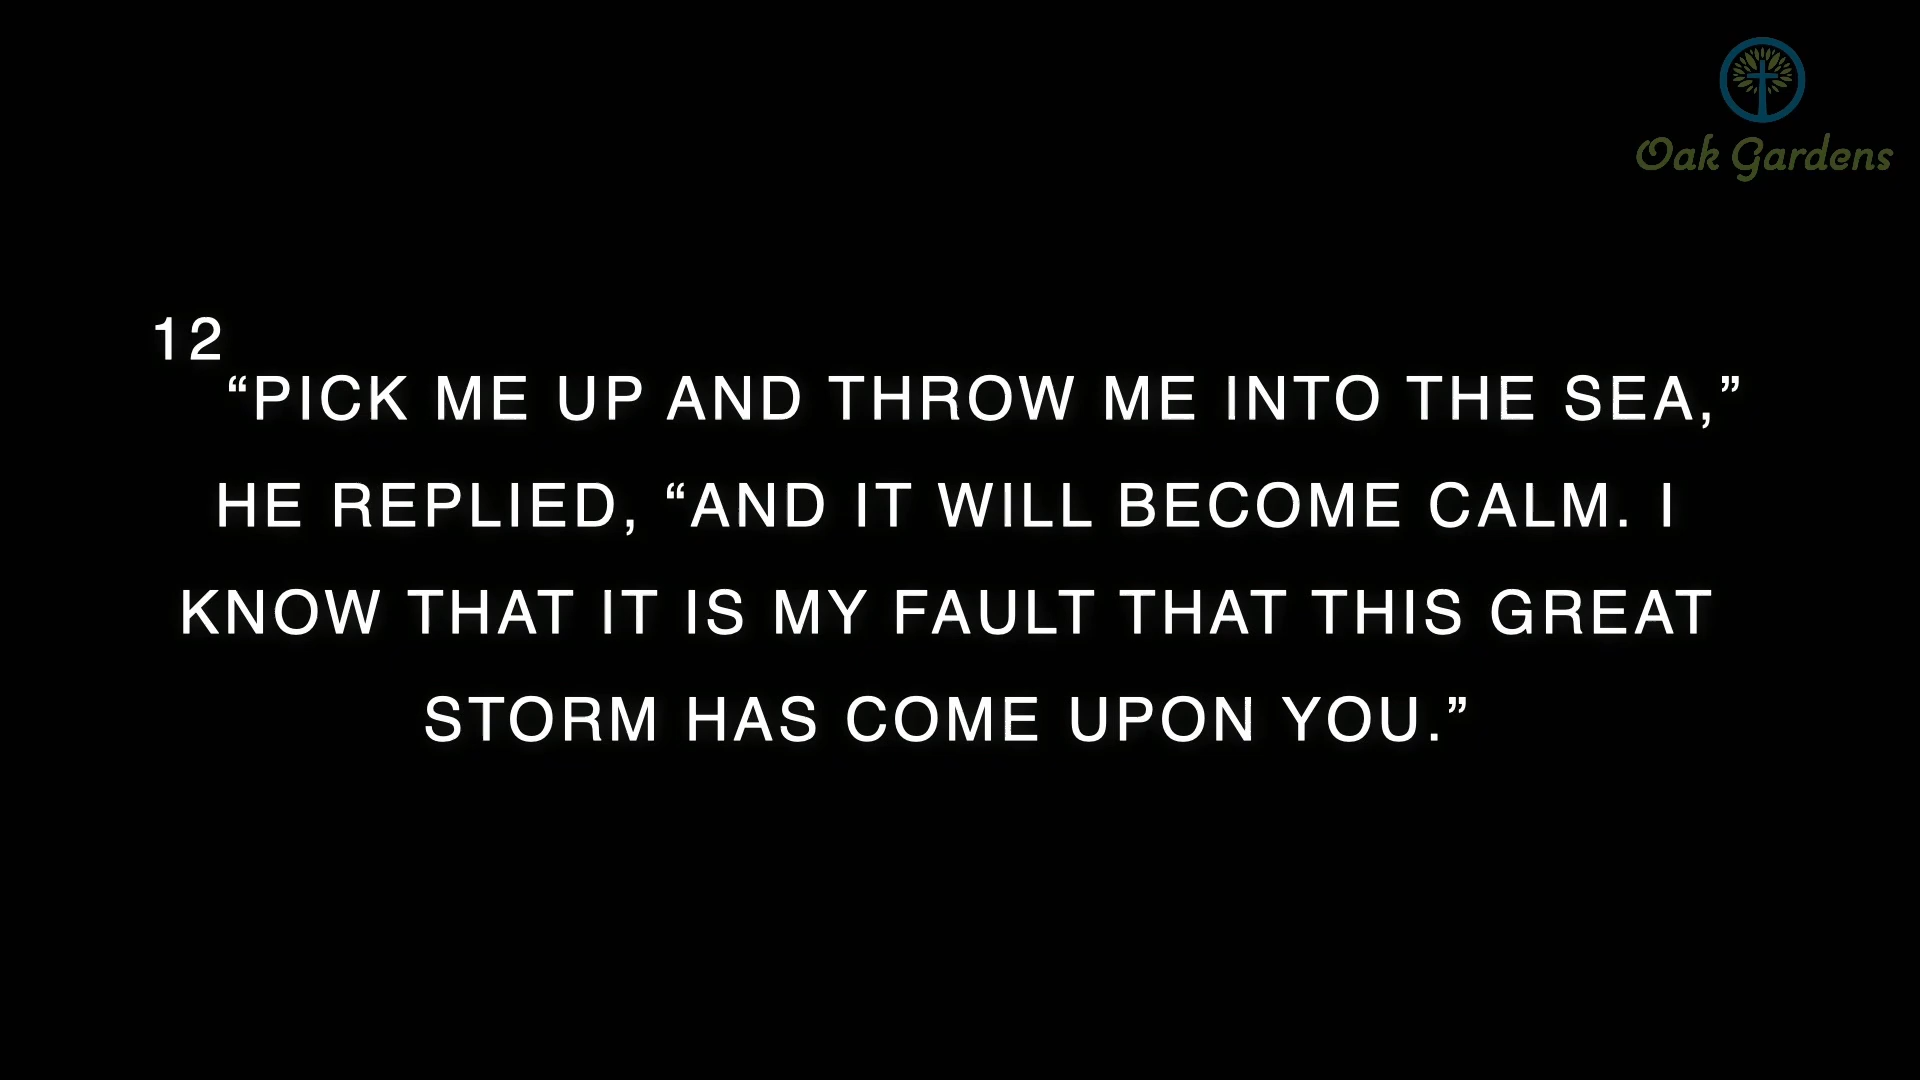 Oak Gardens
12
“PICK ME UP AND THROW ME INTO THE SEA,”
HE REPLIED, “AND IT WILL BECOME CALM. I
KNOW THAT IT IS MY FAULT THAT THIS GREAT
STORM HAS COME UPON YOU.”